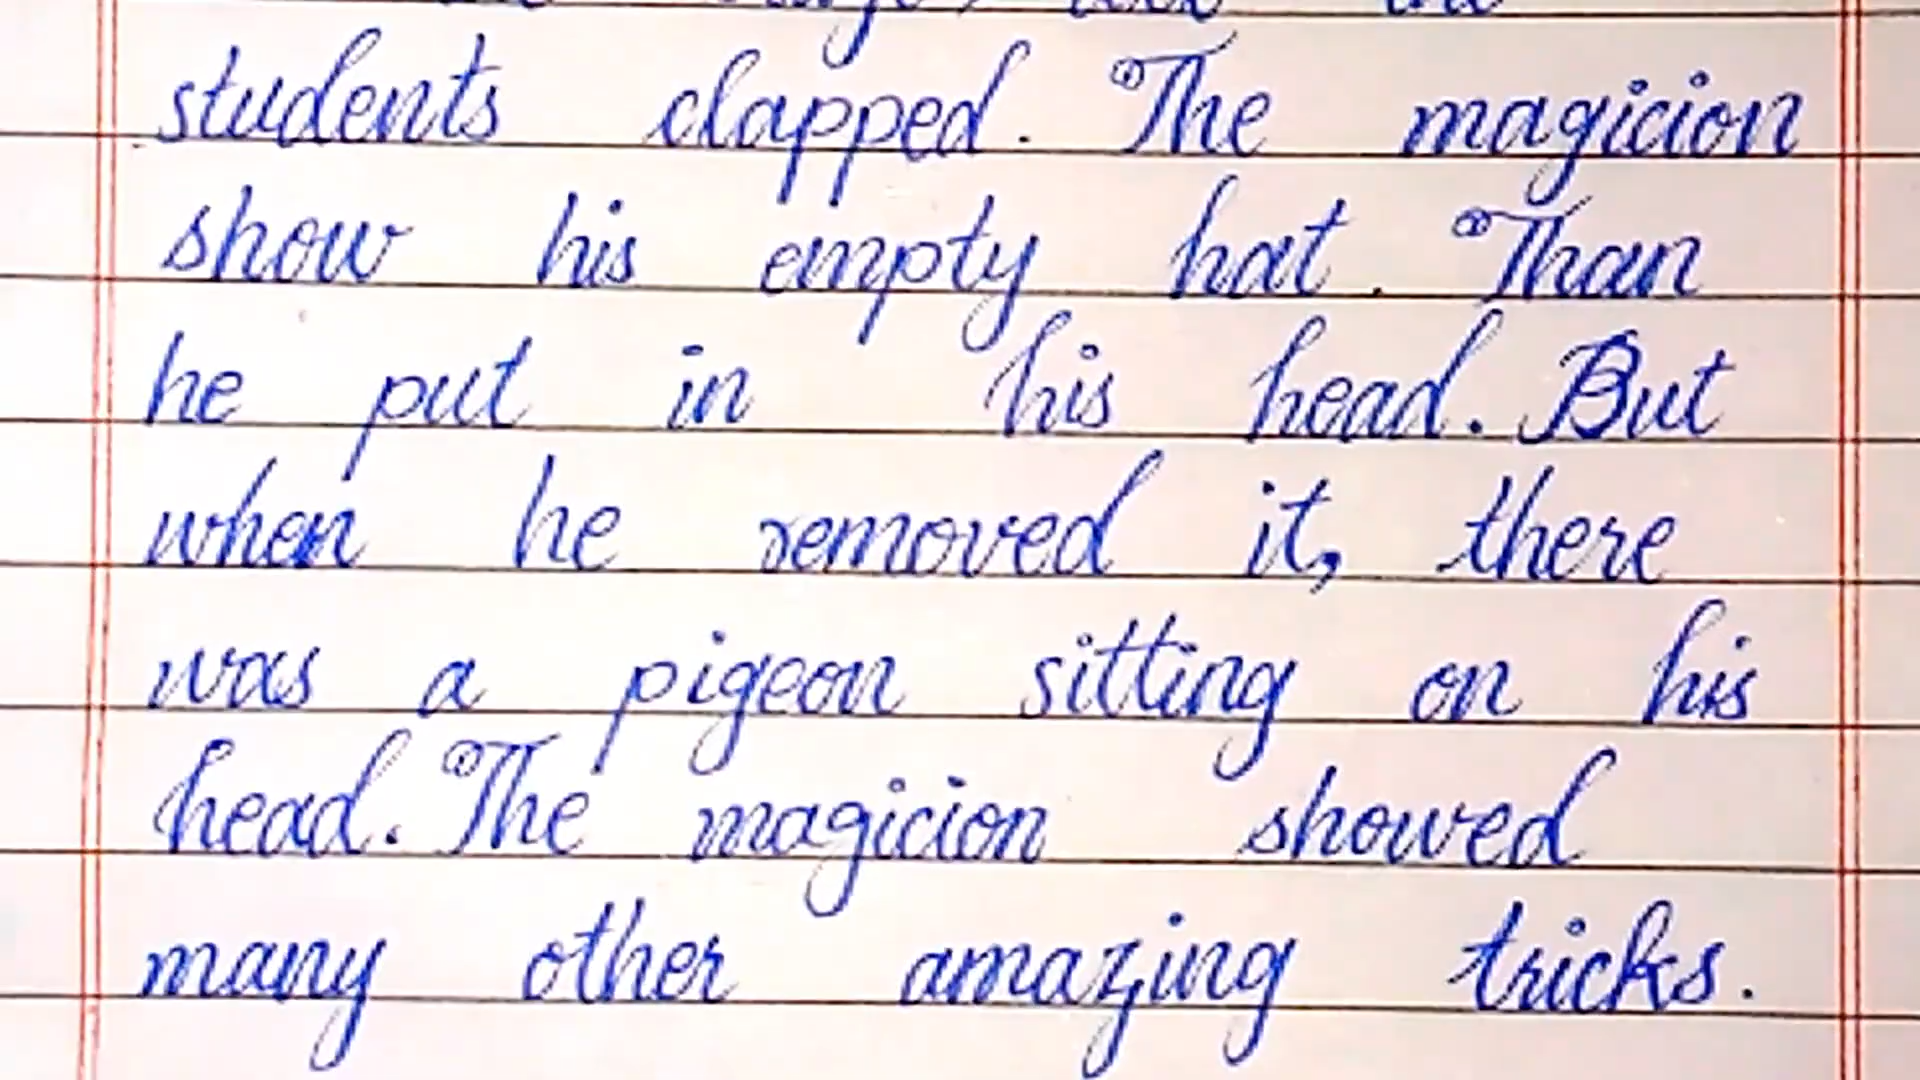 students clapped. The magicion
show his empty hat. Than
he put in his head. But
when he removed it, there
was a pigeon sitting on his
head. The magicion showed
many other amazing tricks.